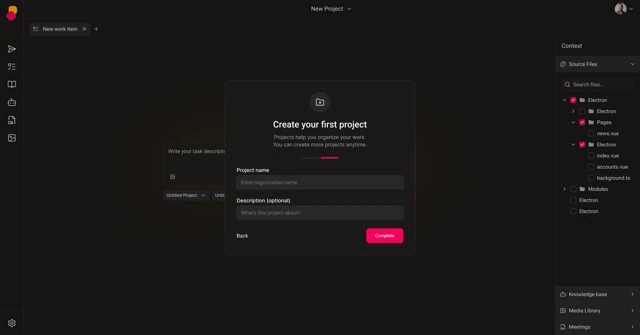 New Project
New work item
Context
Source Files
Search files...
Electron
Electron
Pages
news.vue
Electron
index.vue
accounts.vue
background.ts
Modules
Electron
Electron
Write your task descripti
Untitled Project
Unti
Create your first project
Projects help you organize your work.
You can create more projects anytime.
Project name
Enter organization name
Description (optional)
What's this project about?
Back
Complete
Knowledge base
Media Library
Meetings